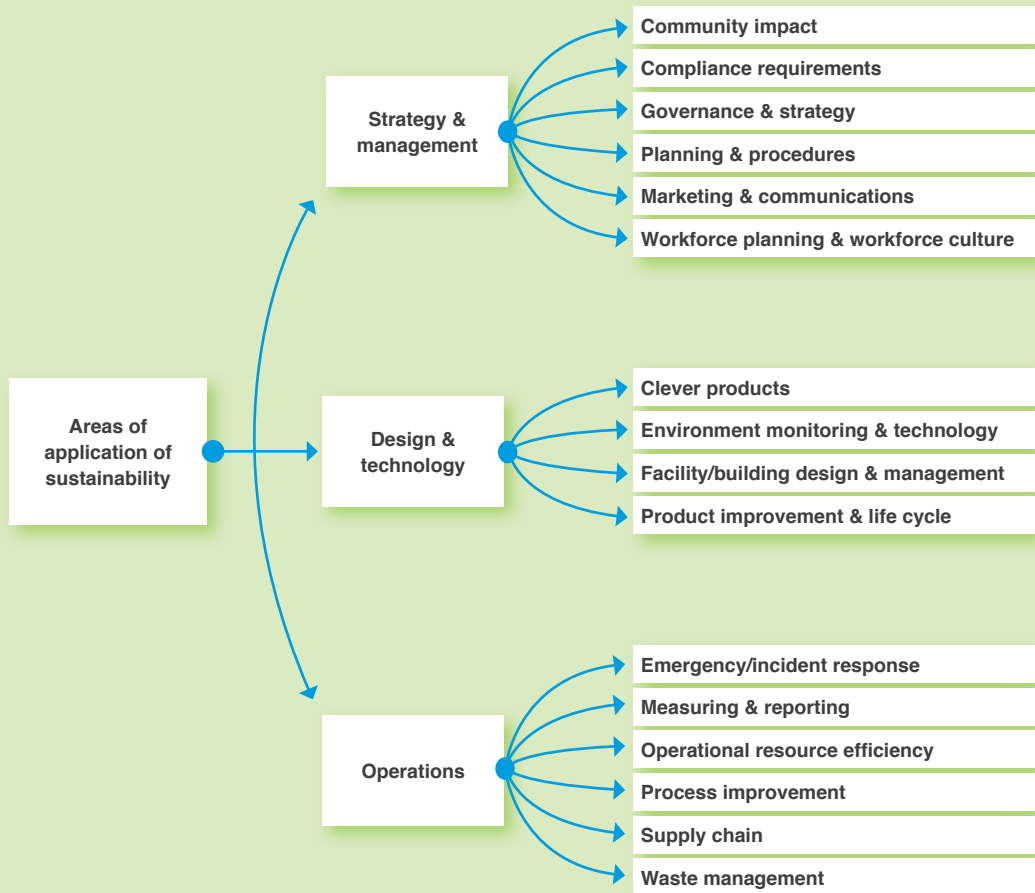 Areas of
application of
sustainability
Strategy &
management
Community impact
Compliance requirements
Governance & strategy
Planning & procedures
Marketing & communications
Workforce planning & workforce culture
Design &
technology
Clever products
Environment monitoring & technology
Facility/building design & management
Product improvement & life cycle
Operations
Emergency/incident response
Measuring & reporting
Operational resource efficiency
Process improvement
Supply chain
Waste management